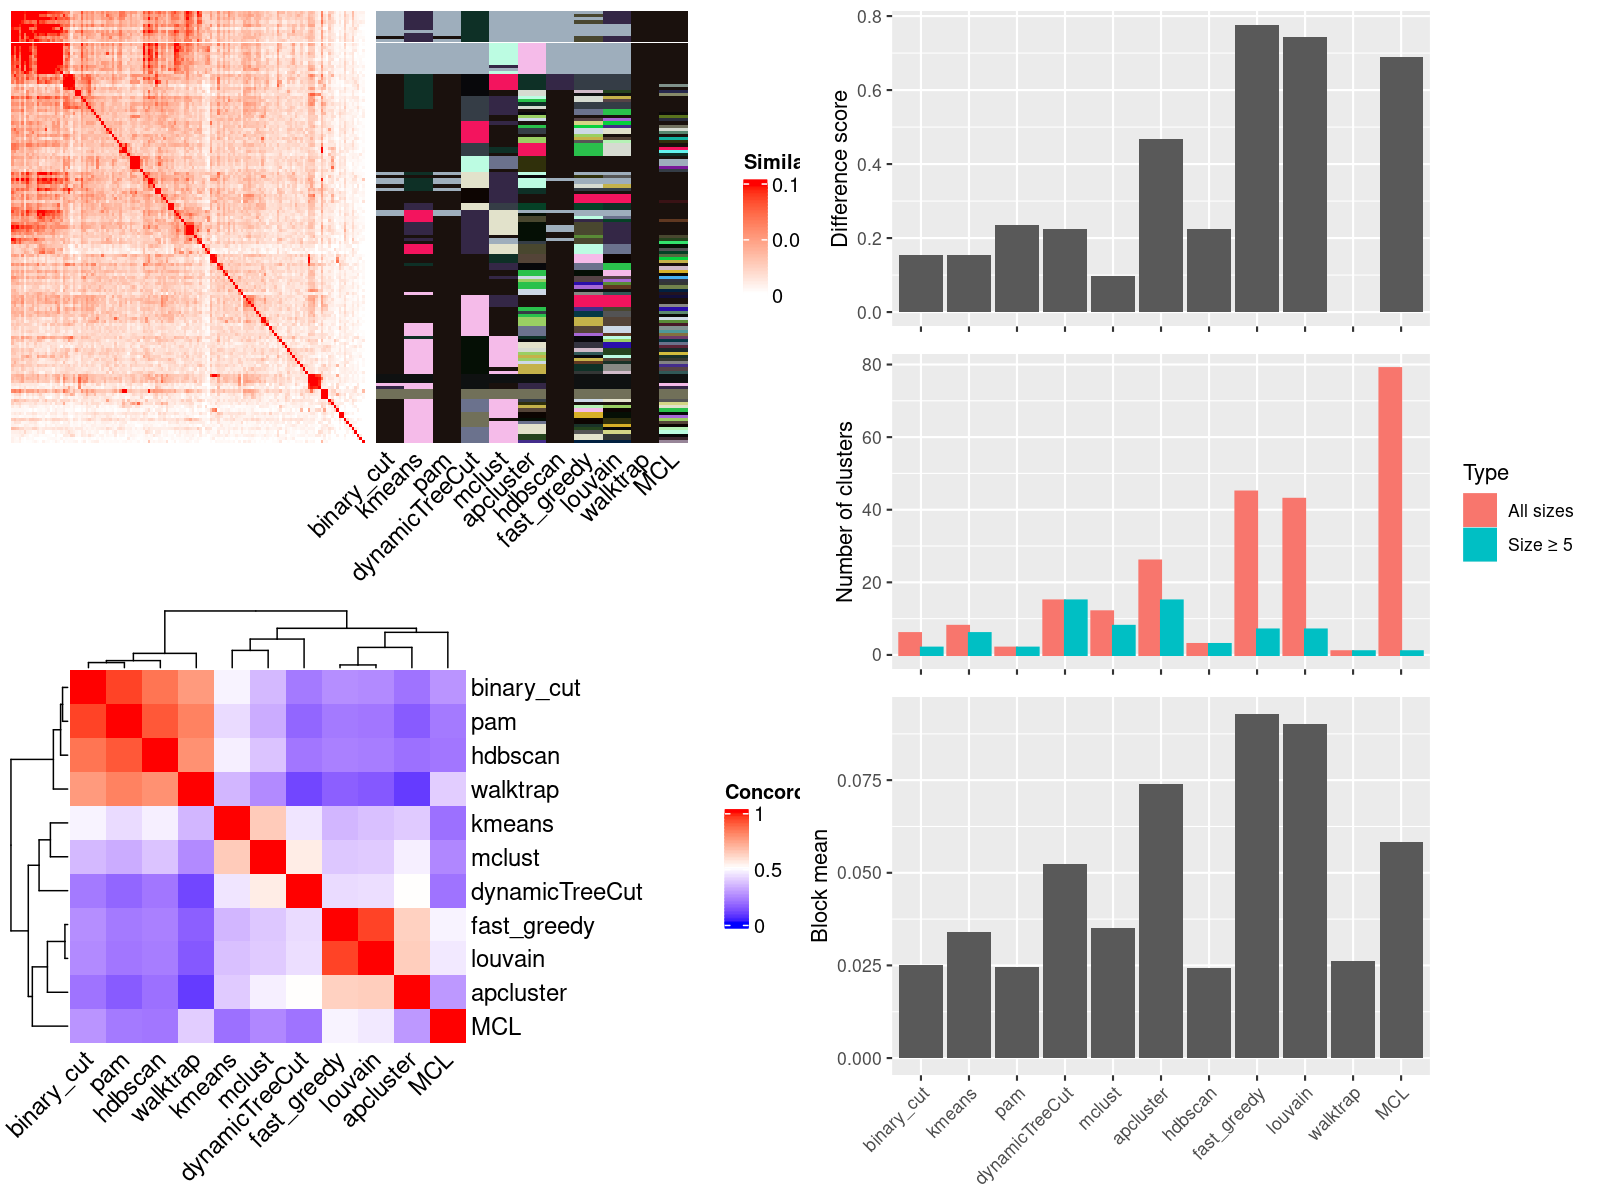 Simila
0.1
0.0
0
binary_cut
kmeans
pam
dynamicTreeCut
mclust
apcluster
hdbscan
fast_greedy
louvain
walktrap
MCL
binary_cut
pam
hdbscan
walktrap
kmeans
mclust
dynamicTreeCut
fast_greedy
louvain
apcluster
MCL
binary_cut
pam
hdbscan
walktrap
kmeans
mclust
dynamicTreeCut
fast_greedy
louvain
apcluster
MCL
Concord
1
0.5
0
Difference score
0.8
0.6
0.4
0.2
0.0
Number of clusters
80
60
40
20
0
Type
All sizes
Size ≥ 5
Block mean
0.075
0.050
0.025
0.000
binary_cut
kmeans
pam
dynamicTreeCut
mclust
apcluster
hdbscan
fast_greedy
louvain
walktrap
MCL